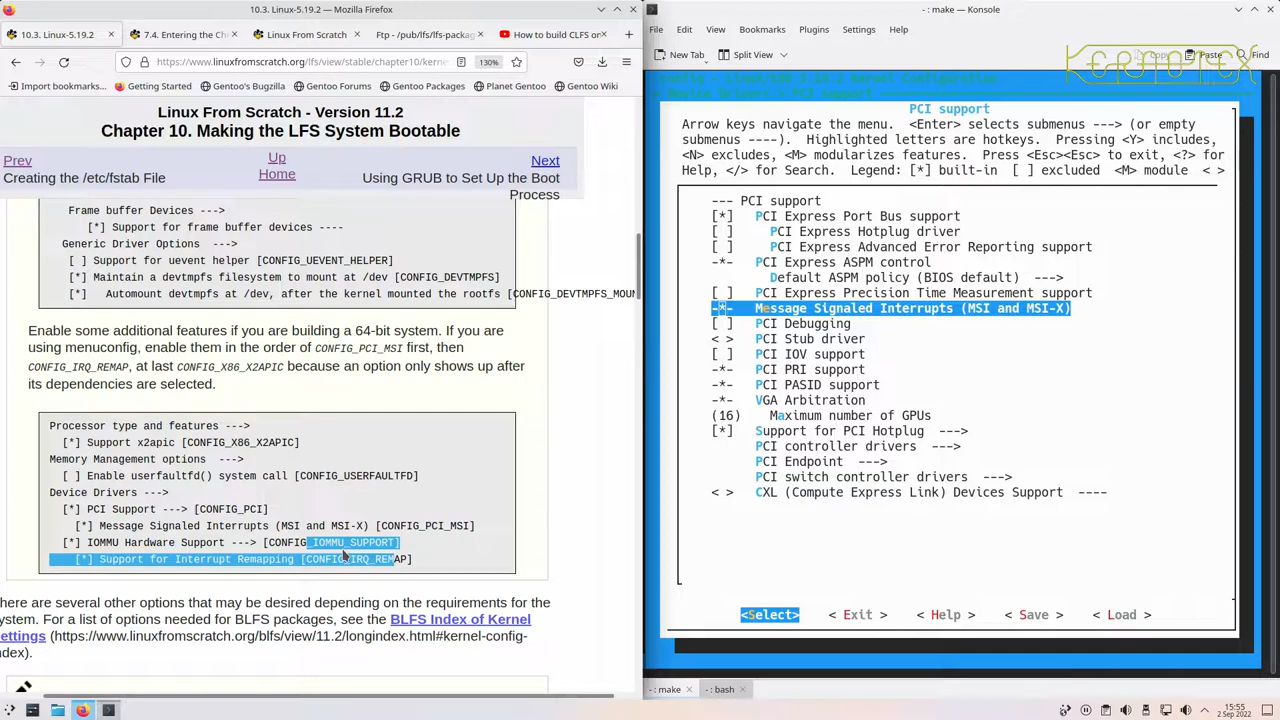 10.3. Linux-5.19.2 — Mozilla Firefox
10.3. Linux-5.19.2
7.4. Entering the Ch
Linux From Scratch
Ftp - /pub/lfs/lfs-packag
How to build CLFS on
https://www.linuxfromscratch.org/lfs/view/stable/chapter10/kerne
130%
Import bookmarks...
Getting Started
Gentoo's Bugzilla
Gentoo Forums
Gentoo Packages
Planet Gentoo
Gentoo Wiki
Linux From Scratch - Version 11.2
Chapter 10. Making the LFS System Bootable
Prev
Up
Next
Creating the /etc/fstab File
Home
Using GRUB to Set Up the Boot
Process
Frame buffer Devices --->
[*] Support for frame buffer devices ----
Generic Driver Options --->
[ ] Support for uevent helper [CONFIG_UEVENT_HELPER]
[*] Maintain a devtmpfs filesystem to mount at /dev [CONFIG_DEVTMPFS]
[*]   Automount devtmpfs at /dev, after the kernel mounted the rootfs [CONFIG_DEVTMPFS_MOUN
Enable some additional features if you are building a 64-bit system. If you are
using menuconfig, enable them in the order of CONFIG_PCI_MSI first, then
CONFIG_IRQ_REMAP, at last CONFIG_X86_X2APIC because an option only shows up after
its dependencies are selected.
Processor type and features --->
[*] Support x2apic [CONFIG_X86_X2APIC]
Memory Management options --->
[ ] Enable userfaultfd() system call [CONFIG_USERFAULTFD]
Device Drivers --->
[*] PCI Support ---> [CONFIG_PCI]
[*] Message Signaled Interrupts (MSI and MSI-X) [CONFIG_PCI_MSI]
[*] IOMMU Hardware Support ---> [CONFIG_IOMMU_SUPPORT]
[*] Support for Interrupt Remapping [CONFIG_IRQ_REMAP]
here are several other options that may be desired depending on the requirements for the
ystem. For a list of options needed for BLFS packages, see the BLFS Index of Kernel
ettings (https://www.linuxfromscratch.org/blfs/view/11.2/longindex.html#kernel-config-
ndex).
- : make — Konsole
File Edit View Bookmarks Plugins Settings Help
New Tab
Split View
Copy
Paste
Find
PCI support
Arrow keys navigate the menu.  <Enter> selects submenus ---> (or empty
submenus ----).  Highlighted letters are hotkeys.  Pressing <Y> includes,
<N> excludes, <M> modularizes features.  Press <Esc><Esc> to exit, <?> for
Help, </> for Search.  Legend: [*] built-in  [ ] excluded  <M> module  < >
--- PCI support
[*]   PCI Express Port Bus support
[ ]     PCI Express Hotplug driver
[ ]     PCI Express Advanced Error Reporting support
-*-   PCI Express ASPM control
Default ASPM policy (BIOS default)  --->
[ ]   PCI Express Precision Time Measurement support
-*-   Message Signaled Interrupts (MSI and MSI-X)
[ ]   PCI Debugging
< >   PCI Stub driver
[ ]   PCI IOV support
-*-   PCI PRI support
-*-   PCI PASID support
-*-   VGA Arbitration
(16)    Maximum number of GPUs
[*]   Support for PCI Hotplug  --->
PCI controller drivers  --->
PCI Endpoint  --->
PCI switch controller drivers  --->
< >   CXL (Compute Express Link) Devices Support  ----
<Select>    < Exit >    < Help >    < Save >    < Load >
- : make
- : bash
15:55
2 Sep 2022